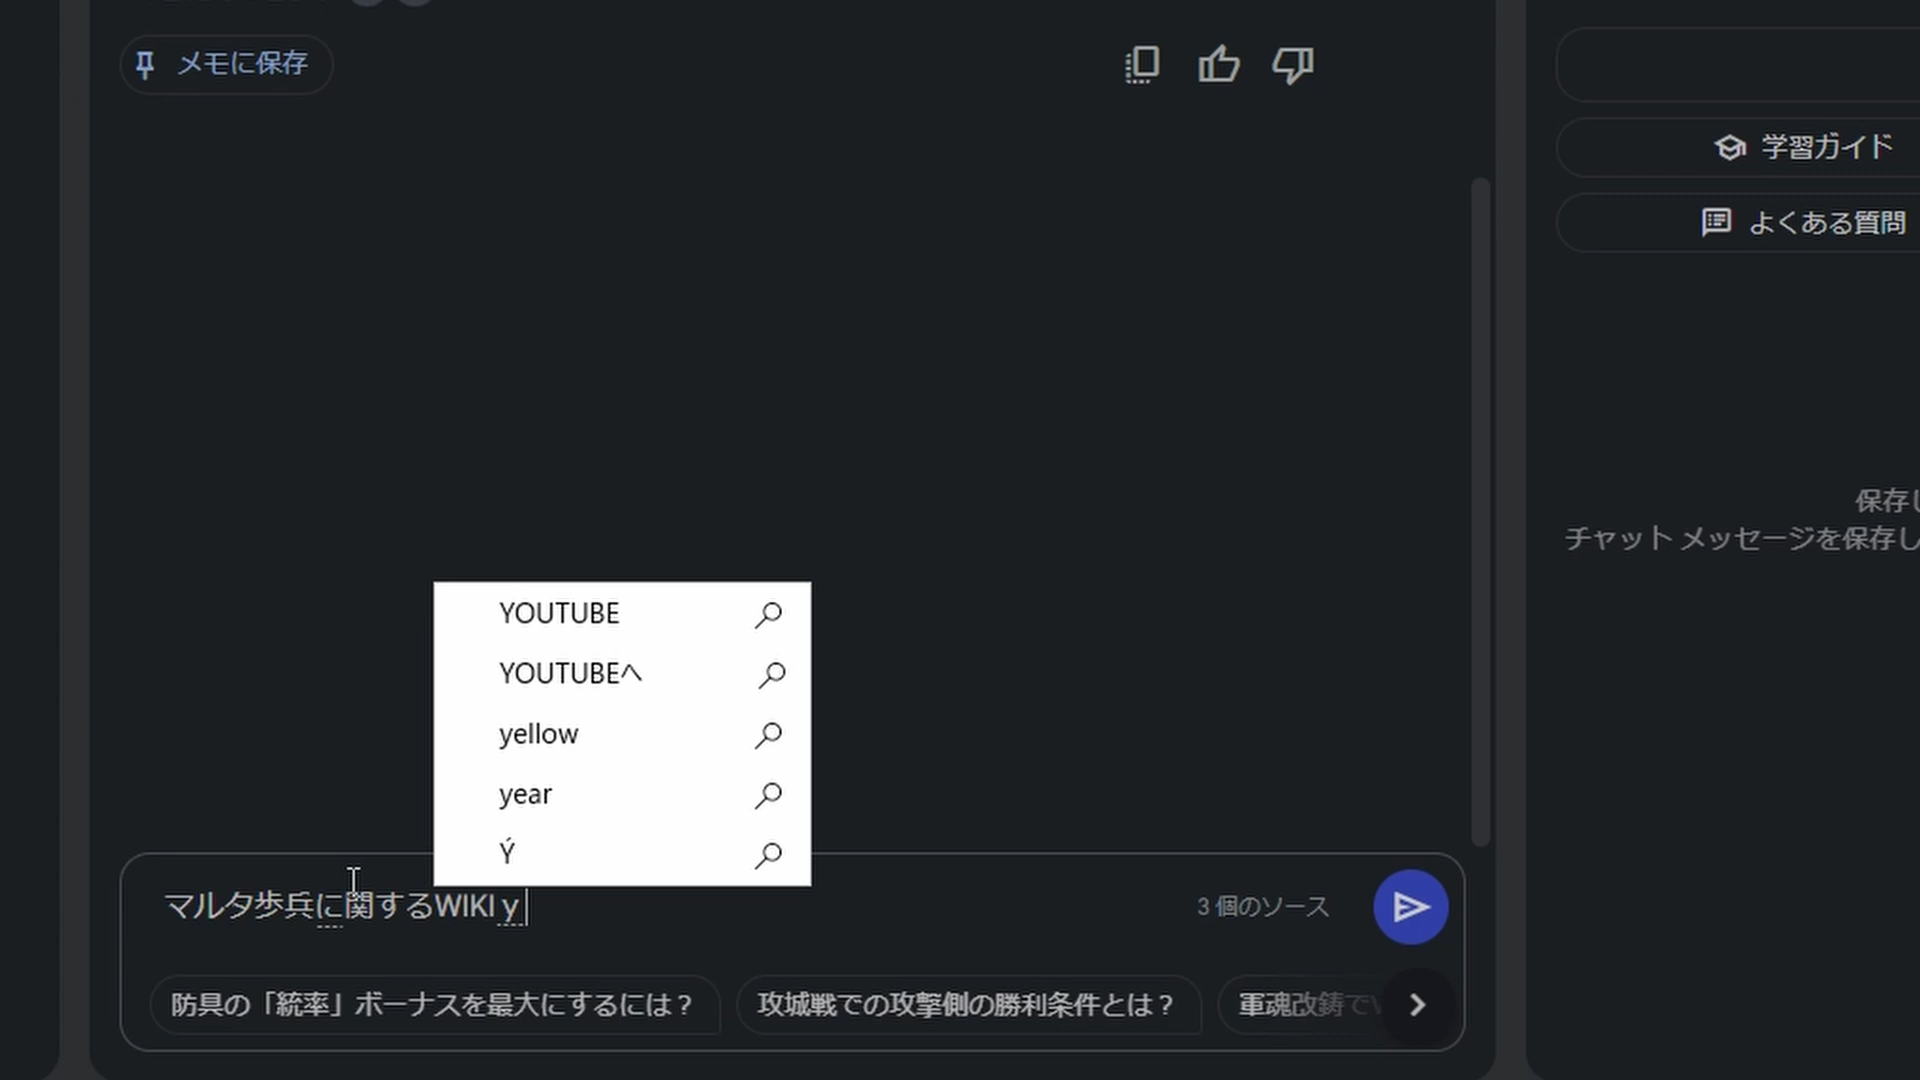 メモに保存
学習ガイド
よくある質問
保存し
チャット メッセージを保存し
YOUTUBE
YOUTUBEへ
yellow
year
Ý
マルタ歩兵に関するWIKI y
3 個のソース
防具の「統率」ボーナスを最大にするには？
攻城戦での攻撃側の勝利条件とは？
軍魂改鋳で